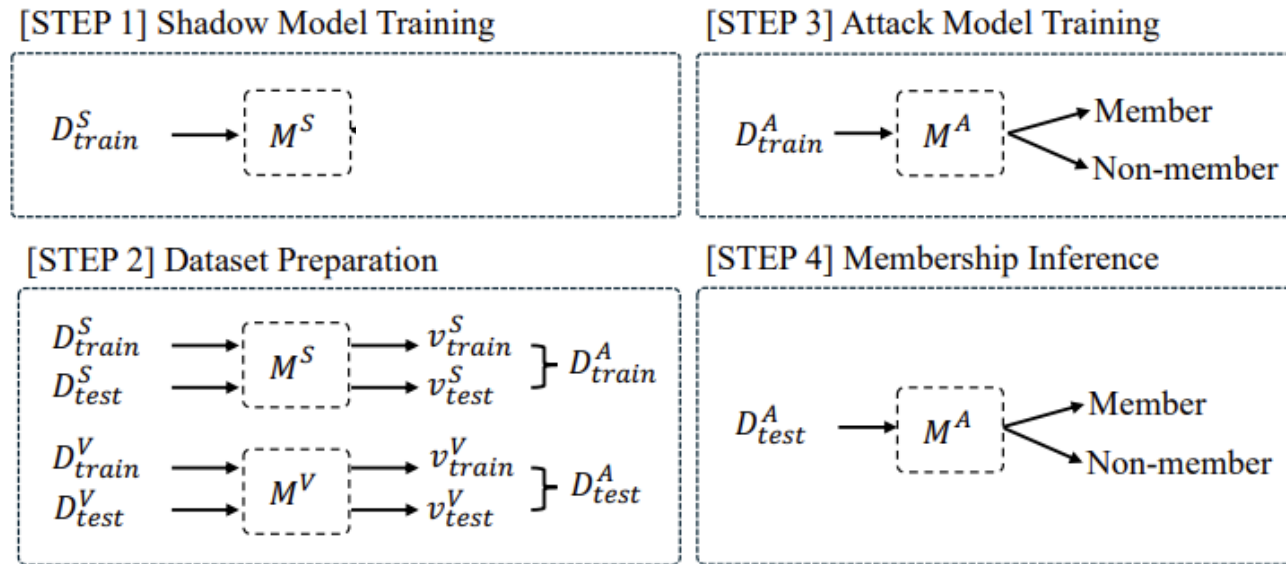 [STEP 1] Shadow Model Training
D^S_train M^S
[STEP 2] Dataset Preparation
D^S_train M^S v^S_train D^A_train
D^S_test v^S_test
D^V_train M^V v^V_train D^A_test
D^V_test v^V_test
[STEP 3] Attack Model Training
D^A_train M^A Member
Non-member
[STEP 4] Membership Inference
D^A_test M^A Member
Non-member